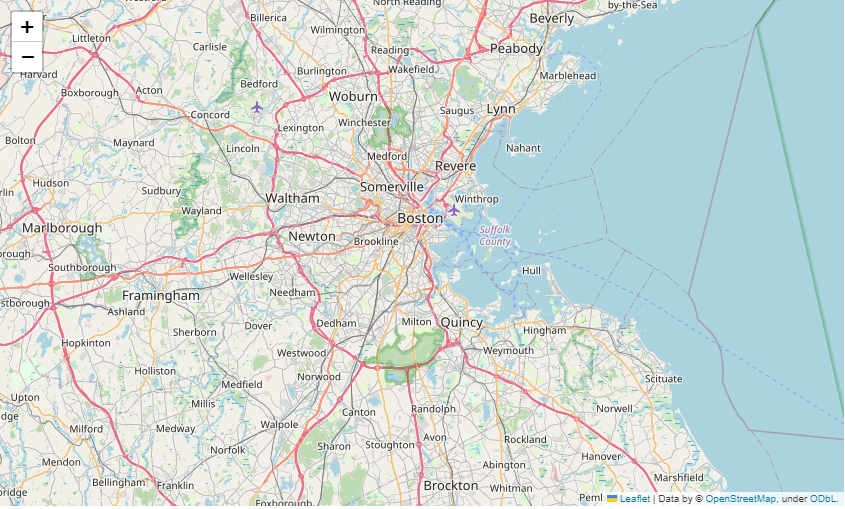 North Reading
by-the-Sea
Billerica
Beverly
Wilmington
Littleton
Carlisle
Reading
Peabody
+
−
Harvard
Wakefield
Burlington
Marblehead
Bedford
Boxborough
Acton
Woburn
Saugus
Lynn
Concord
Winchester
Lexington
Bolton
Maynard
Lincoln
Nahant
Medford
Revere
Hudson
Sudbury
Somerville
Waltham
Winthrop
Wayland
Boston
Marlborough
Suffolk
County
Newton
Brookline
Southborough
Wellesley
Hull
Needham
Framingham
Ashland
Milton
Quincy
Dedham
Dover
Sherborn
Hingham
Hopkinton
Westwood
Weymouth
Holliston
Norwood
Medfield
Scituate
Upton
Millis
Canton
Randolph
Norwell
Milford
Medway
Walpole
Avon
Rockland
Sharon
Stoughton
Norfolk
Hanover
Mendon
Franklin
Abington
Marshfield
Bellingham
Brockton
Whitman
Foxborough
Leaflet | Data by © OpenStreetMap, under ODbL.